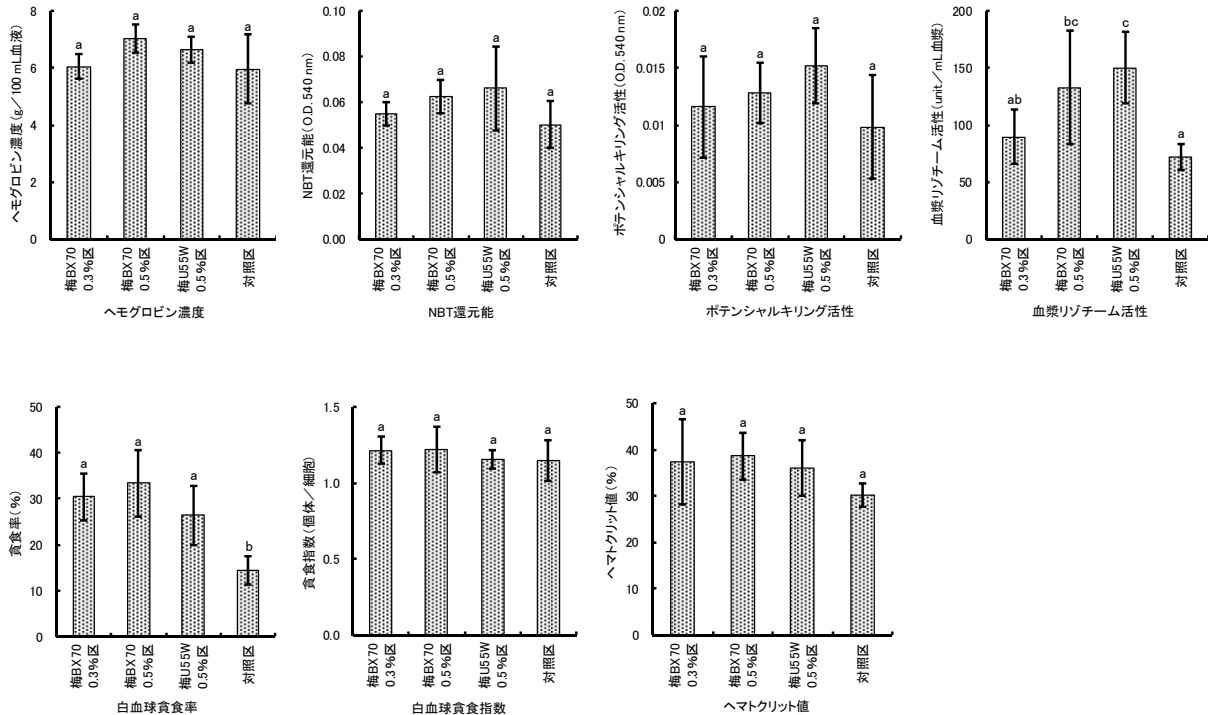 ヘモグロビン濃度(g/100 mL血液)
8
6
4
2
0
a
a
a
a
梅BX70
0.3%区
梅BX70
0.5%区
梅U55W
0.5%区
対照区
ヘモグロビン濃度
NBT還元能(O.D. 540 nm)
0.10
0.08
0.06
0.04
0.02
0.00
a
a
a
a
梅BX70
0.3%区
梅BX70
0.5%区
梅U55W
0.5%区
対照区
NBT還元能
ポテンシャルキリング活性(O.D. 540 nm)
0.02
0.015
0.01
0.005
0
a
a
a
a
梅BX70
0.3%区
梅BX70
0.5%区
梅U55W
0.5%区
対照区
ポテンシャルキリング活性
血漿リゾチーム活性(unit/mL血漿)
200
150
100
50
0
ab
bc
c
a
梅BX70
0.3%区
梅BX70
0.5%区
梅U55W
0.5%区
対照区
血漿リゾチーム活性
貪食率(%)
50
40
30
20
10
0
a
a
a
b
梅BX70
0.3%区
梅BX70
0.5%区
梅U55W
0.5%区
対照区
白血球貪食率
貪食指数(個体/細胞)
1.5
1.0
0.5
0.0
a
a
a
a
梅BX70
0.3%区
梅BX70
0.5%区
梅U55W
0.5%区
対照区
白血球貪食指数
ヘマトクリット値(%)
50
40
30
20
10
0
a
a
a
a
梅BX70
0.3%区
梅BX70
0.5%区
梅U55W
0.5%区
対照区
ヘマトクリット値